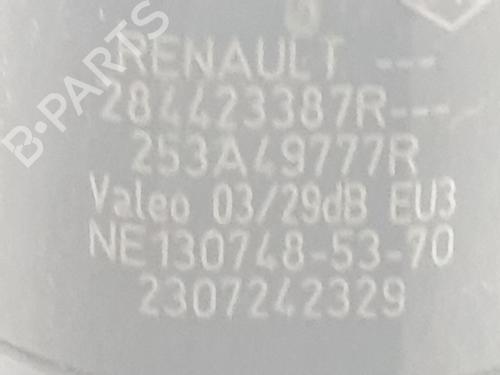 RENAULT ---
284423387R---
253A49777R
Valeo 03/29dB EU3
NE130748-53-70
2307242329
B-PARTS